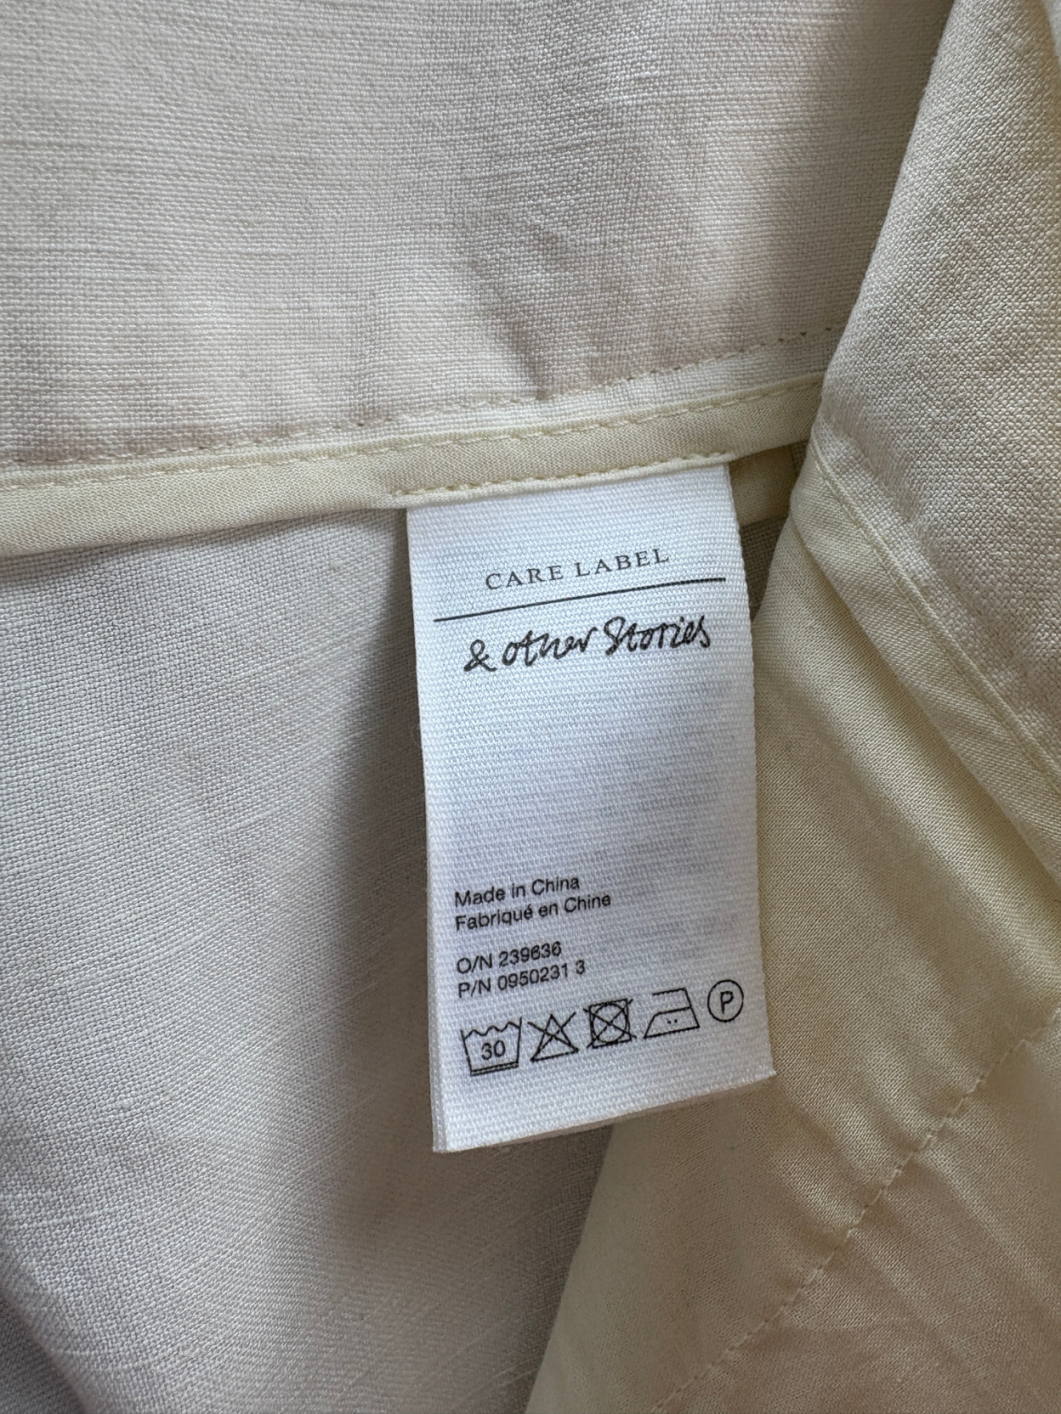 CARE LABEL
& other Stories
Made in China
Fabriqué en Chine
O/N 239636
P/N 0950231 3
30 P